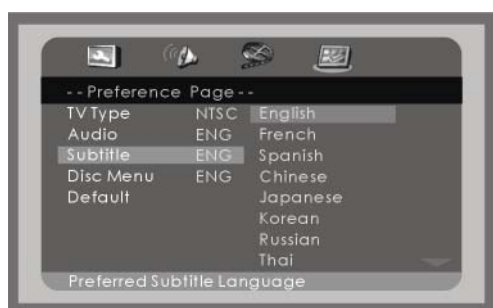 -- Preference Page --
TV Type NTSC English
Audio ENG French
Subtitle ENG Spanish
Disc Menu ENG Chinese
Default Japanese
Korean
Russian
Thai
Preferred Subtitle Language